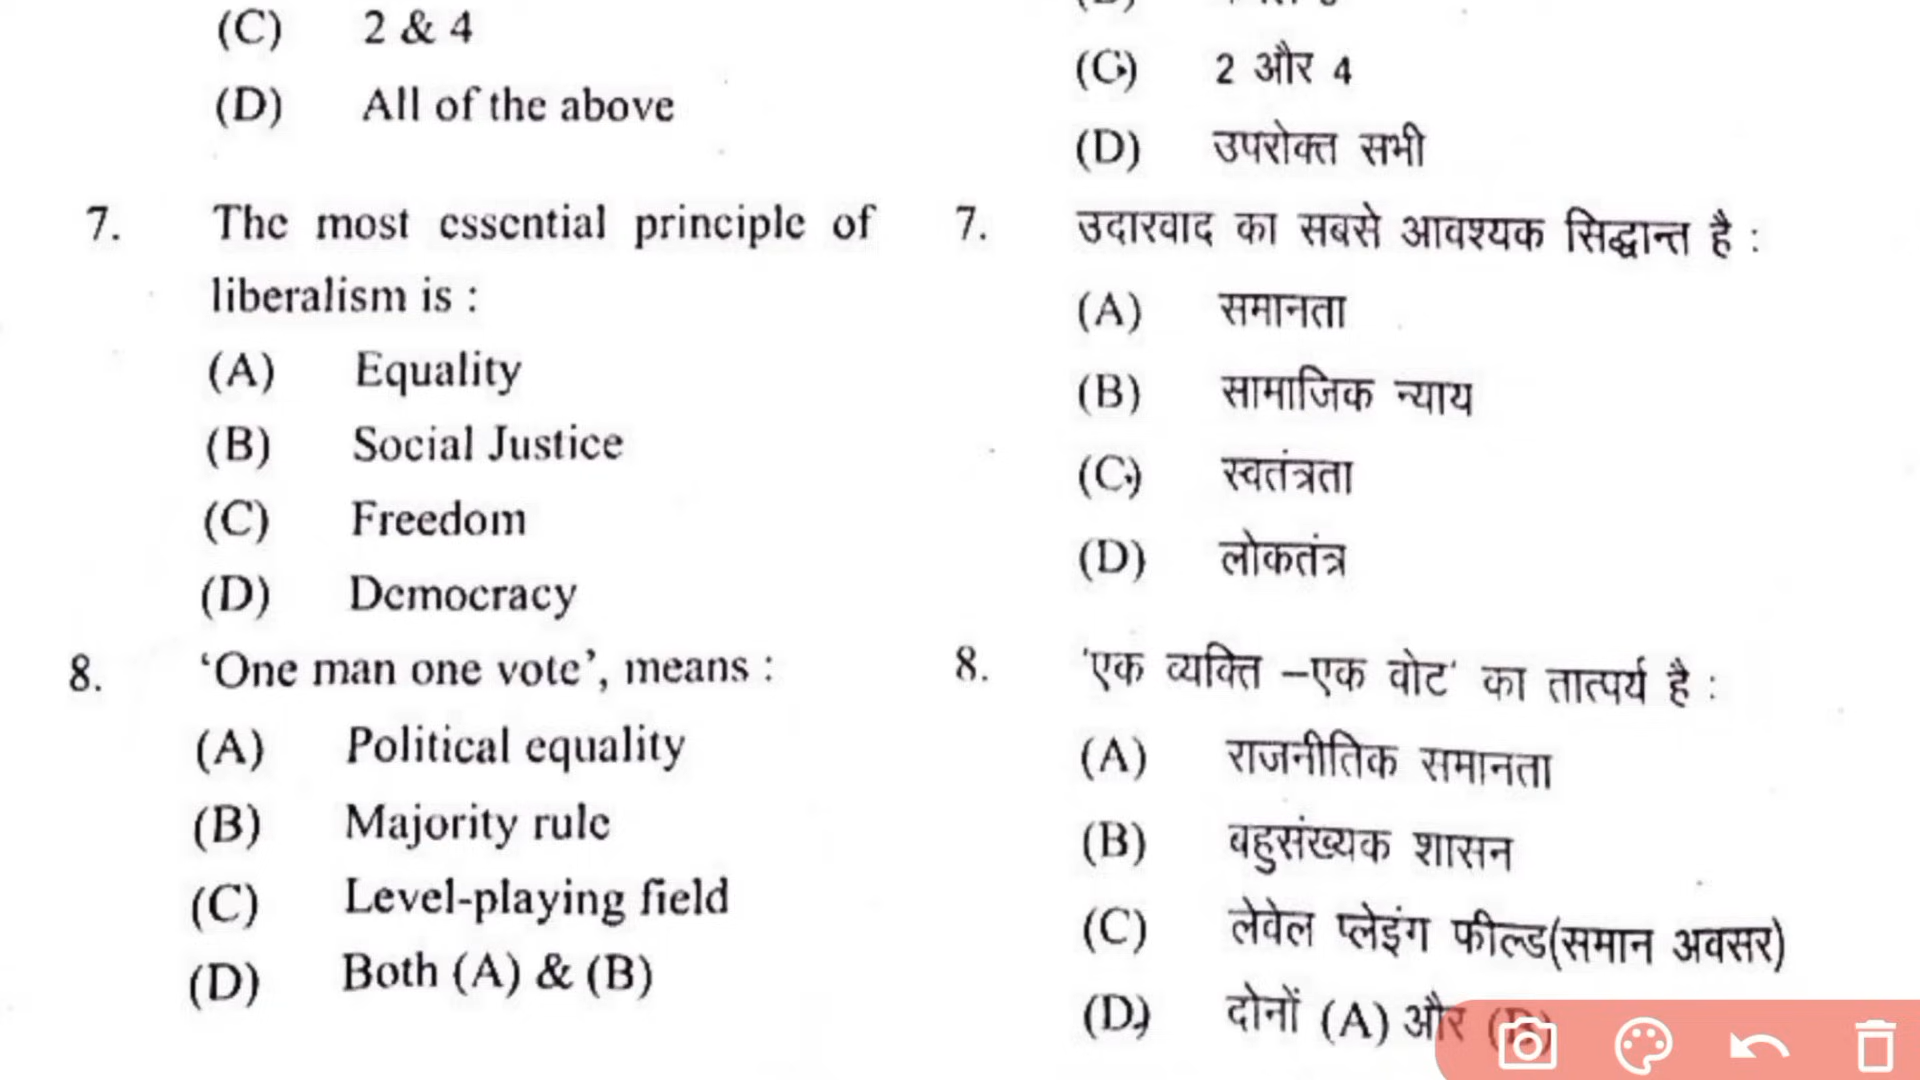 (C) 2 & 4
(D) All of the above
7. The most essential principle of
liberalism is :
(A) Equality
(B) Social Justice
(C) Freedom
(D) Democracy
8. ‘One man one vote’, means :
(A) Political equality
(B) Majority rule
(C) Level-playing field
(D) Both (A) & (B)
(C) 2 और 4
(D) उपरोक्त सभी
7. उदारवाद का सबसे आवश्यक सिद्धान्त है :
(A) समानता
(B) सामाजिक न्याय
(C) स्वतंत्रता
(D) लोकतंत्र
8. 'एक व्यक्ति –एक वोट' का तात्पर्य है :
(A) राजनीतिक समानता
(B) बहुसंख्यक शासन
(C) लेवेल प्लेइंग फील्ड(समान अवसर)
(D) दोनों (A) और (B)